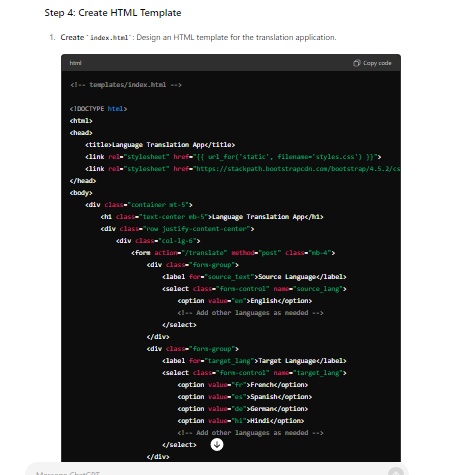 Step 4: Create HTML Template
1. Create `index.html`: Design an HTML template for the translation application.
html Copy code
<!-- templates/index.html -->
<!DOCTYPE html>
<html>
<head>
<title>Language Translation App</title>
<link rel="stylesheet" href="{{ url_for('static', filename='styles.css') }}">
<link rel="stylesheet" href="https://stackpath.bootstrapcdn.com/bootstrap/4.5.2/cs
</head>
<body>
<div class="container mt-5">
<h1 class="text-center mb-5">Language Translation App</h1>
<div class="row justify-content-center">
<div class="col-lg-6">
<form action="/translate" method="post" class="mb-4">
<div class="form-group">
<label for="source_text">Source Language</label>
<select class="form-control" name="source_lang">
<option value="en">English</option>
<!-- Add other languages as needed -->
</select>
</div>
<div class="form-group">
<label for="target_lang">Target Language</label>
<select class="form-control" name="target_lang">
<option value="fr">French</option>
<option value="es">Spanish</option>
<option value="de">German</option>
<option value="hi">Hindi</option>
<!-- Add other languages as needed -->
</select>
</div>
Message ChatGPT